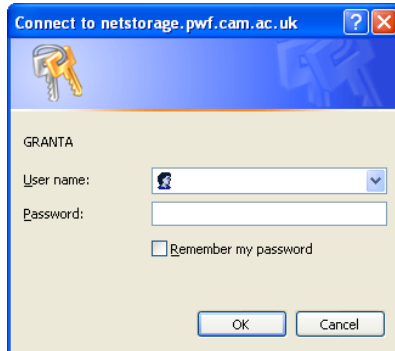 Connect to netstorage.pwf.cam.ac.uk
GRANTA
User name:
Password:
Remember my password
OK Cancel